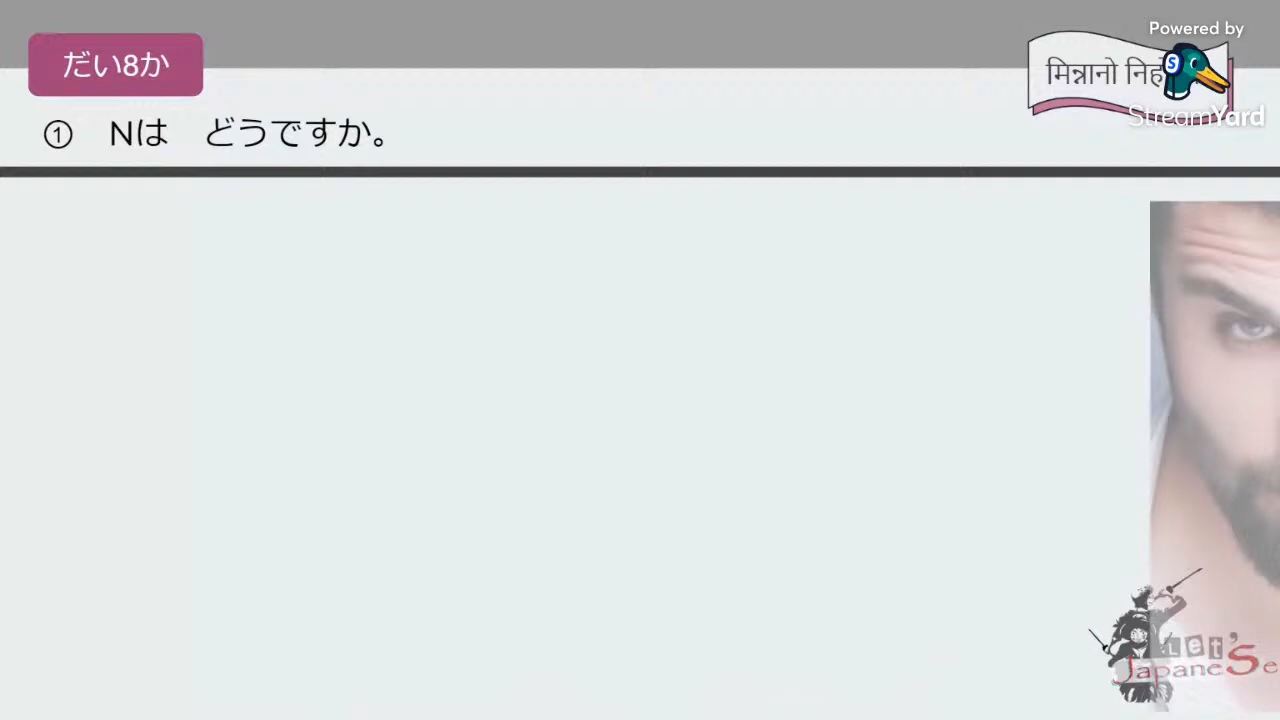 だい8か
मिन्नानो
Powered by
StreamYard
① Nは どうですか。
Let's
JapaneSe